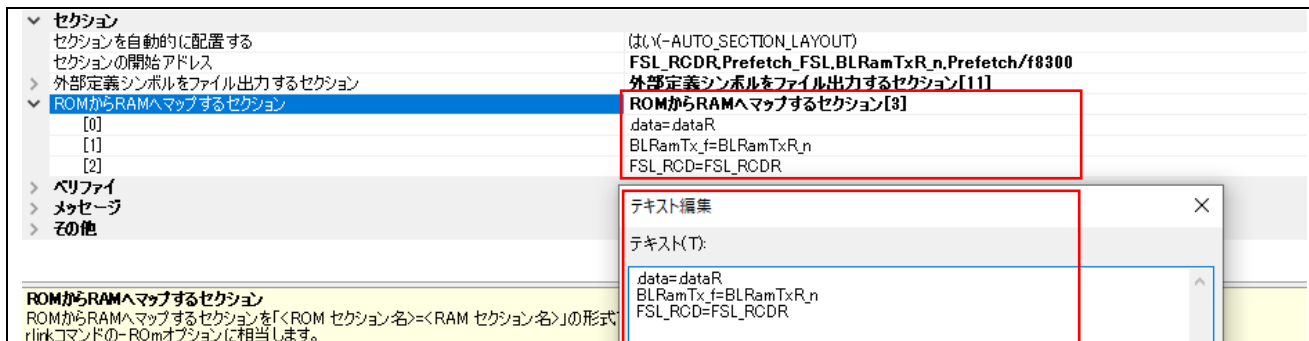 セクション
セクションを自動的に配置する はい(-AUTO_SECTION_LAYOUT)
セクションの開始アドレス FSL_RCDR,Prefetch_FSL,BLRamTxR_n,Prefetch/f8300
外部定義シンボルをファイル出力するセクション 外部定義シンボルをファイル出力するセクション[11]
ROMからRAMへマップするセクション ROMからRAMへマップするセクション[3]
[0] .data=.dataR
[1] BLRamTx_f=BLRamTxR_n
[2] FSL_RCD=FSL_RCDR
ベリファイ
メッセージ
その他
テキスト編集
テキスト(T):
.data=.dataR
BLRamTx_f=BLRamTxR_n
FSL_RCD=FSL_RCDR
ROMからRAMへマップするセクション
ROMからRAMへマップするセクションを「<ROM セクション名>=<RAM セクション名>」の形式
rlinkコマンドの-ROmオプションに相当します。